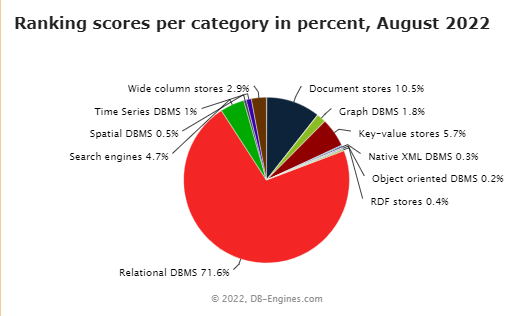 Ranking scores per category in percent, August 2022
Wide column stores 2.9%
Document stores 10.5%
Time Series DBMS 1%
Graph DBMS 1.8%
Spatial DBMS 0.5%
Key-value stores 5.7%
Search engines 4.7%
Native XML DBMS 0.3%
Object oriented DBMS 0.2%
RDF stores 0.4%
Relational DBMS 71.6%
© 2022, DB-Engines.com